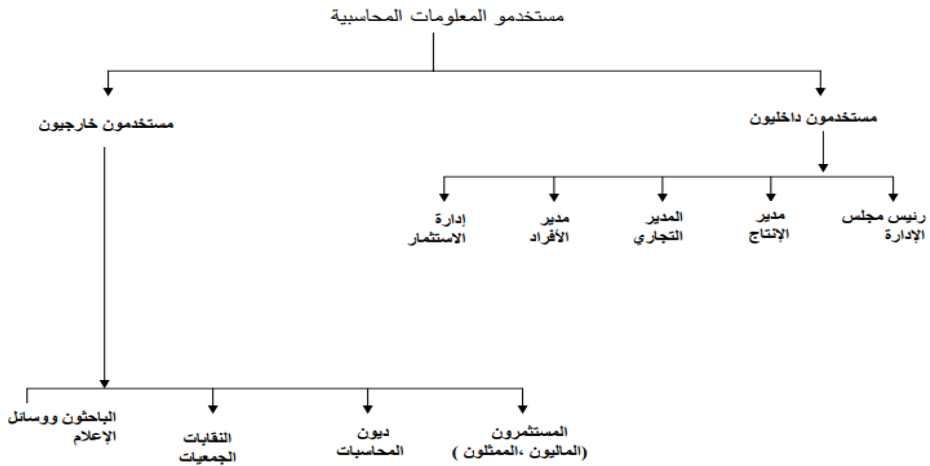 مستخدمو المعلومات المحاسبية
مستخدمون داخليون
مستخدمون خارجيون
رئيس مجلس
الإدارة
مدير
الإنتاج
المدير
التجاري
مدير
الأفراد
إدارة
الاستثمار
المستثمرون
(الماليون ،الممثلون )
ديون
المحاسبات
النقابات
الجمعيات
الباحثون ووسائل
الإعلام